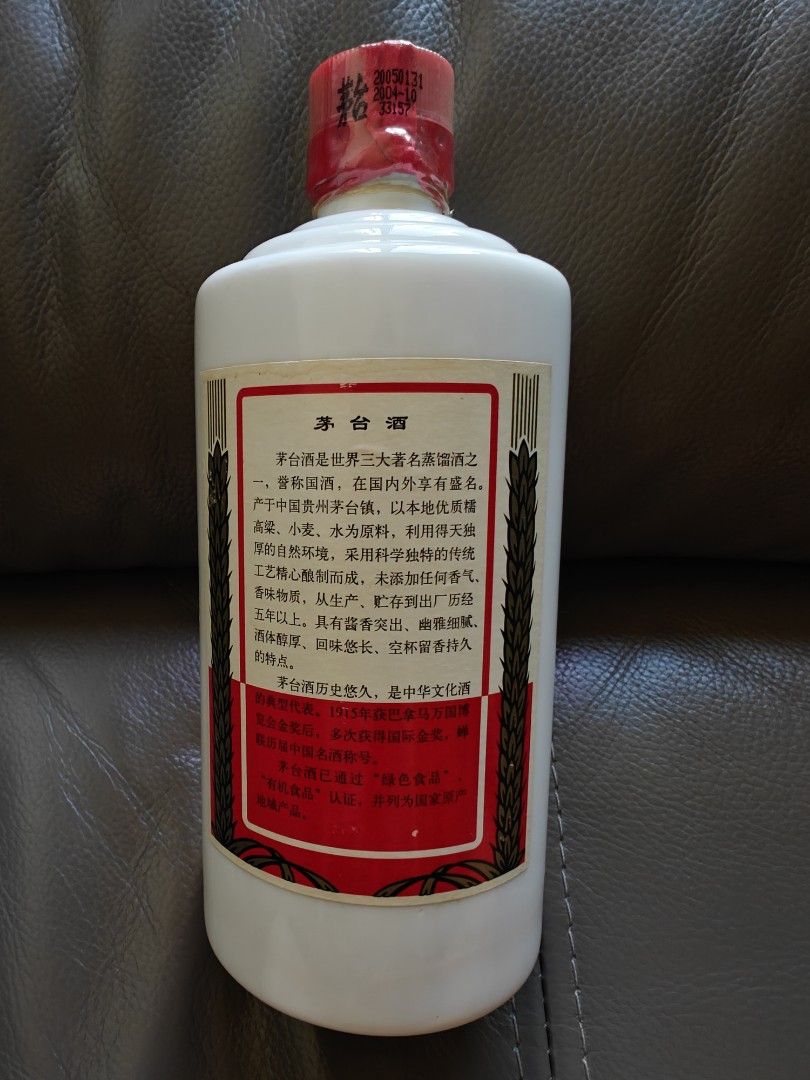 茅台
20050131
2004-10
33157
茅台酒
茅台酒是世界三大著名蒸馏酒之
一，誉称国酒，在国内外享有盛名。
产于中国贵州茅台镇，以本地优质糯
高粱、小麦、水为原料，利用得天独
厚的自然环境，采用科学独特的传统
工艺精心酿制而成，未添加任何香气、
香味物质，从生产、贮存到出厂历经
五年以上。具有酱香突出、幽雅细腻、
酒体醇厚、回味悠长、空杯留香持久
的特点。
茅台酒历史悠久，是中华文化酒
的典型代表。1915年获巴拿马万国博
览会金奖后，多次获得国际金奖，蝉
联历届中国名酒称号。
茅台酒已通过“绿色食品”、
“有机食品”认证，并列为国家原产
地域产品。